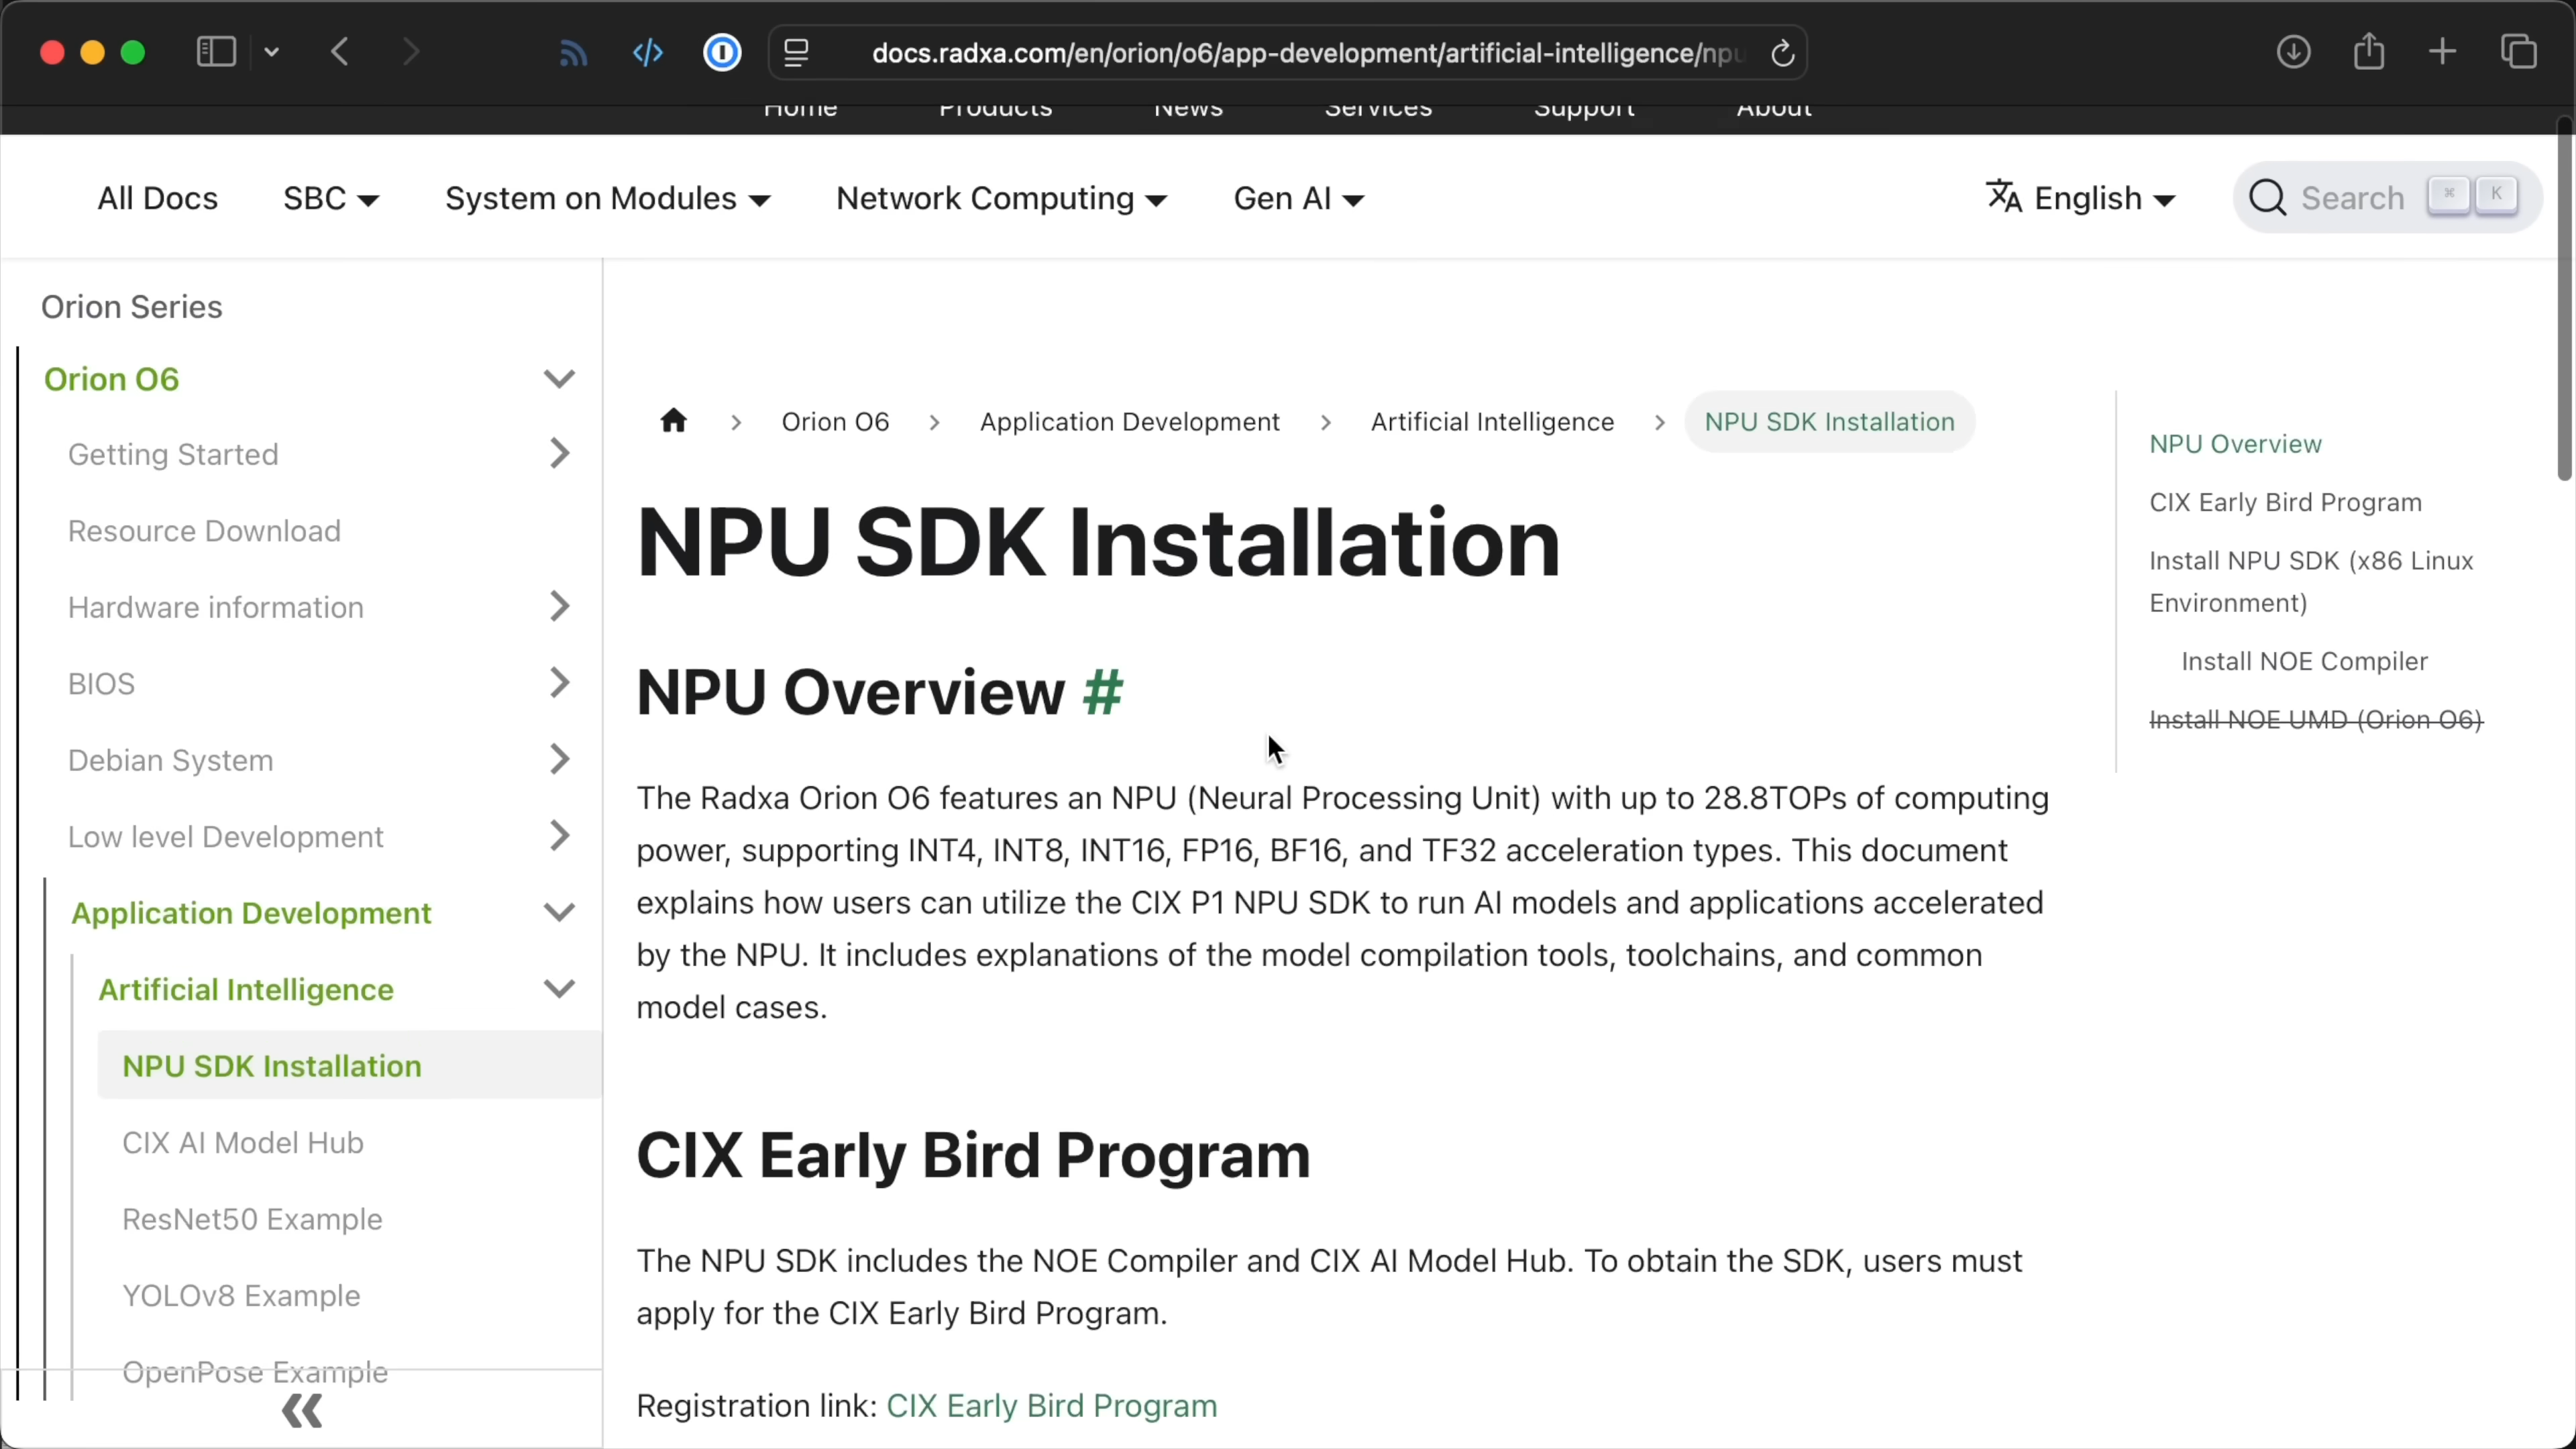 docs.radxa.com/en/orion/o6/app-development/artificial-intelligence/npu
Home Products News Services Support About
All Docs SBC System on Modules Network Computing Gen AI English Search ⌘ K
Orion Series
Orion O6
Getting Started
Resource Download
Hardware information
BIOS
Debian System
Low level Development
Application Development
Artificial Intelligence
NPU SDK Installation
CIX AI Model Hub
ResNet50 Example
YOLOv8 Example
OpenPose Example
Orion O6 > Application Development > Artificial Intelligence > NPU SDK Installation
NPU SDK Installation
NPU Overview #
The Radxa Orion O6 features an NPU (Neural Processing Unit) with up to 28.8TOPs of computing
power, supporting INT4, INT8, INT16, FP16, BF16, and TF32 acceleration types. This document
explains how users can utilize the CIX P1 NPU SDK to run AI models and applications accelerated
by the NPU. It includes explanations of the model compilation tools, toolchains, and common
model cases.
CIX Early Bird Program
The NPU SDK includes the NOE Compiler and CIX AI Model Hub. To obtain the SDK, users must
apply for the CIX Early Bird Program.
Registration link: CIX Early Bird Program
NPU Overview
CIX Early Bird Program
Install NPU SDK (x86 Linux
Environment)
Install NOE Compiler
Install NOE UMD (Orion O6)